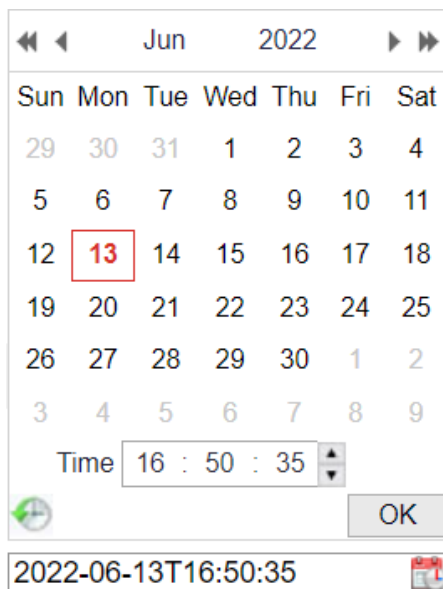 Jun 2022
Sun Mon Tue Wed Thu Fri Sat
29 30 31 1 2 3 4
5 6 7 8 9 10 11
12 13 14 15 16 17 18
19 20 21 22 23 24 25
26 27 28 29 30 1 2
3 4 5 6 7 8 9
Time 16 : 50 : 35
OK
2022-06-13T16:50:35